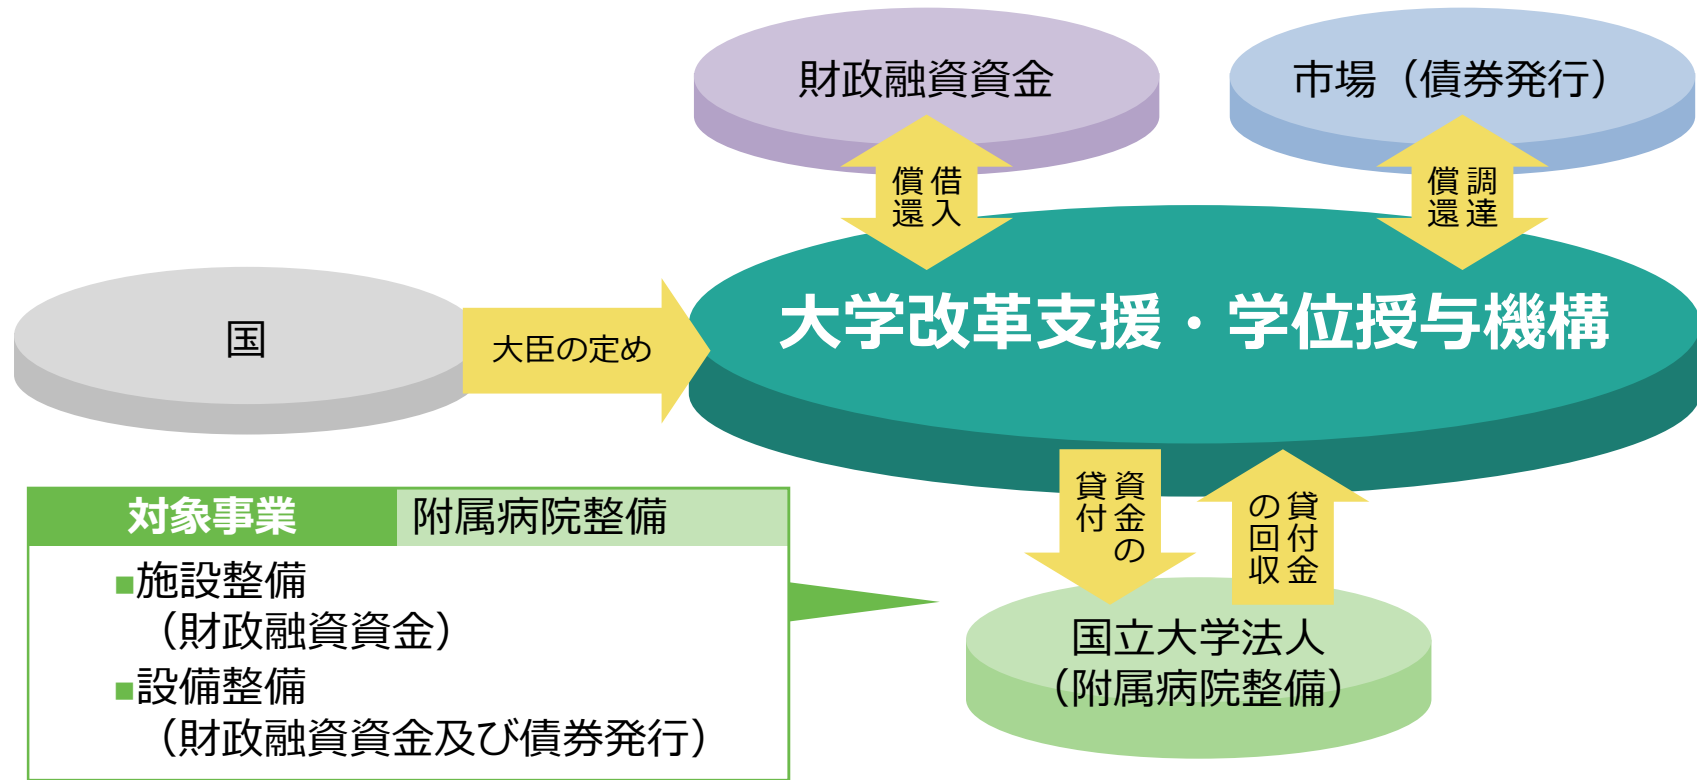 財政融資資金
市場（債券発行）
借入
償還
調達
償還
国
大臣の定め
大学改革支援・学位授与機構
資金の
貸付
貸付金
の回収
対象事業
附属病院整備
■施設整備
（財政融資資金）
■設備整備
（財政融資資金及び債券発行）
国立大学法人
（附属病院整備）